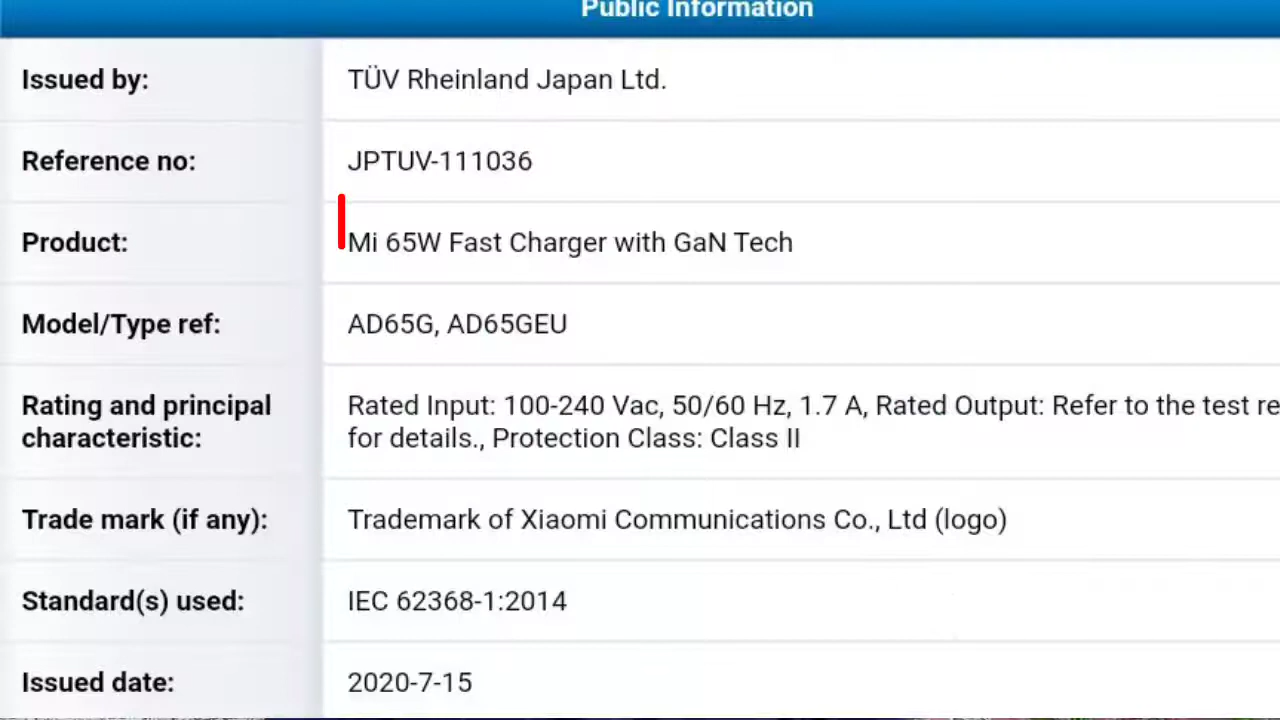 Public Information
Issued by: TÜV Rheinland Japan Ltd.
Reference no: JPTUV-111036
Product: Mi 65W Fast Charger with GaN Tech
Model/Type ref: AD65G, AD65GEU
Rating and principal characteristic: Rated Input: 100-240 Vac, 50/60 Hz, 1.7 A, Rated Output: Refer to the test re
for details., Protection Class: Class II
Trade mark (if any): Trademark of Xiaomi Communications Co., Ltd (logo)
Standard(s) used: IEC 62368-1:2014
Issued date: 2020-7-15